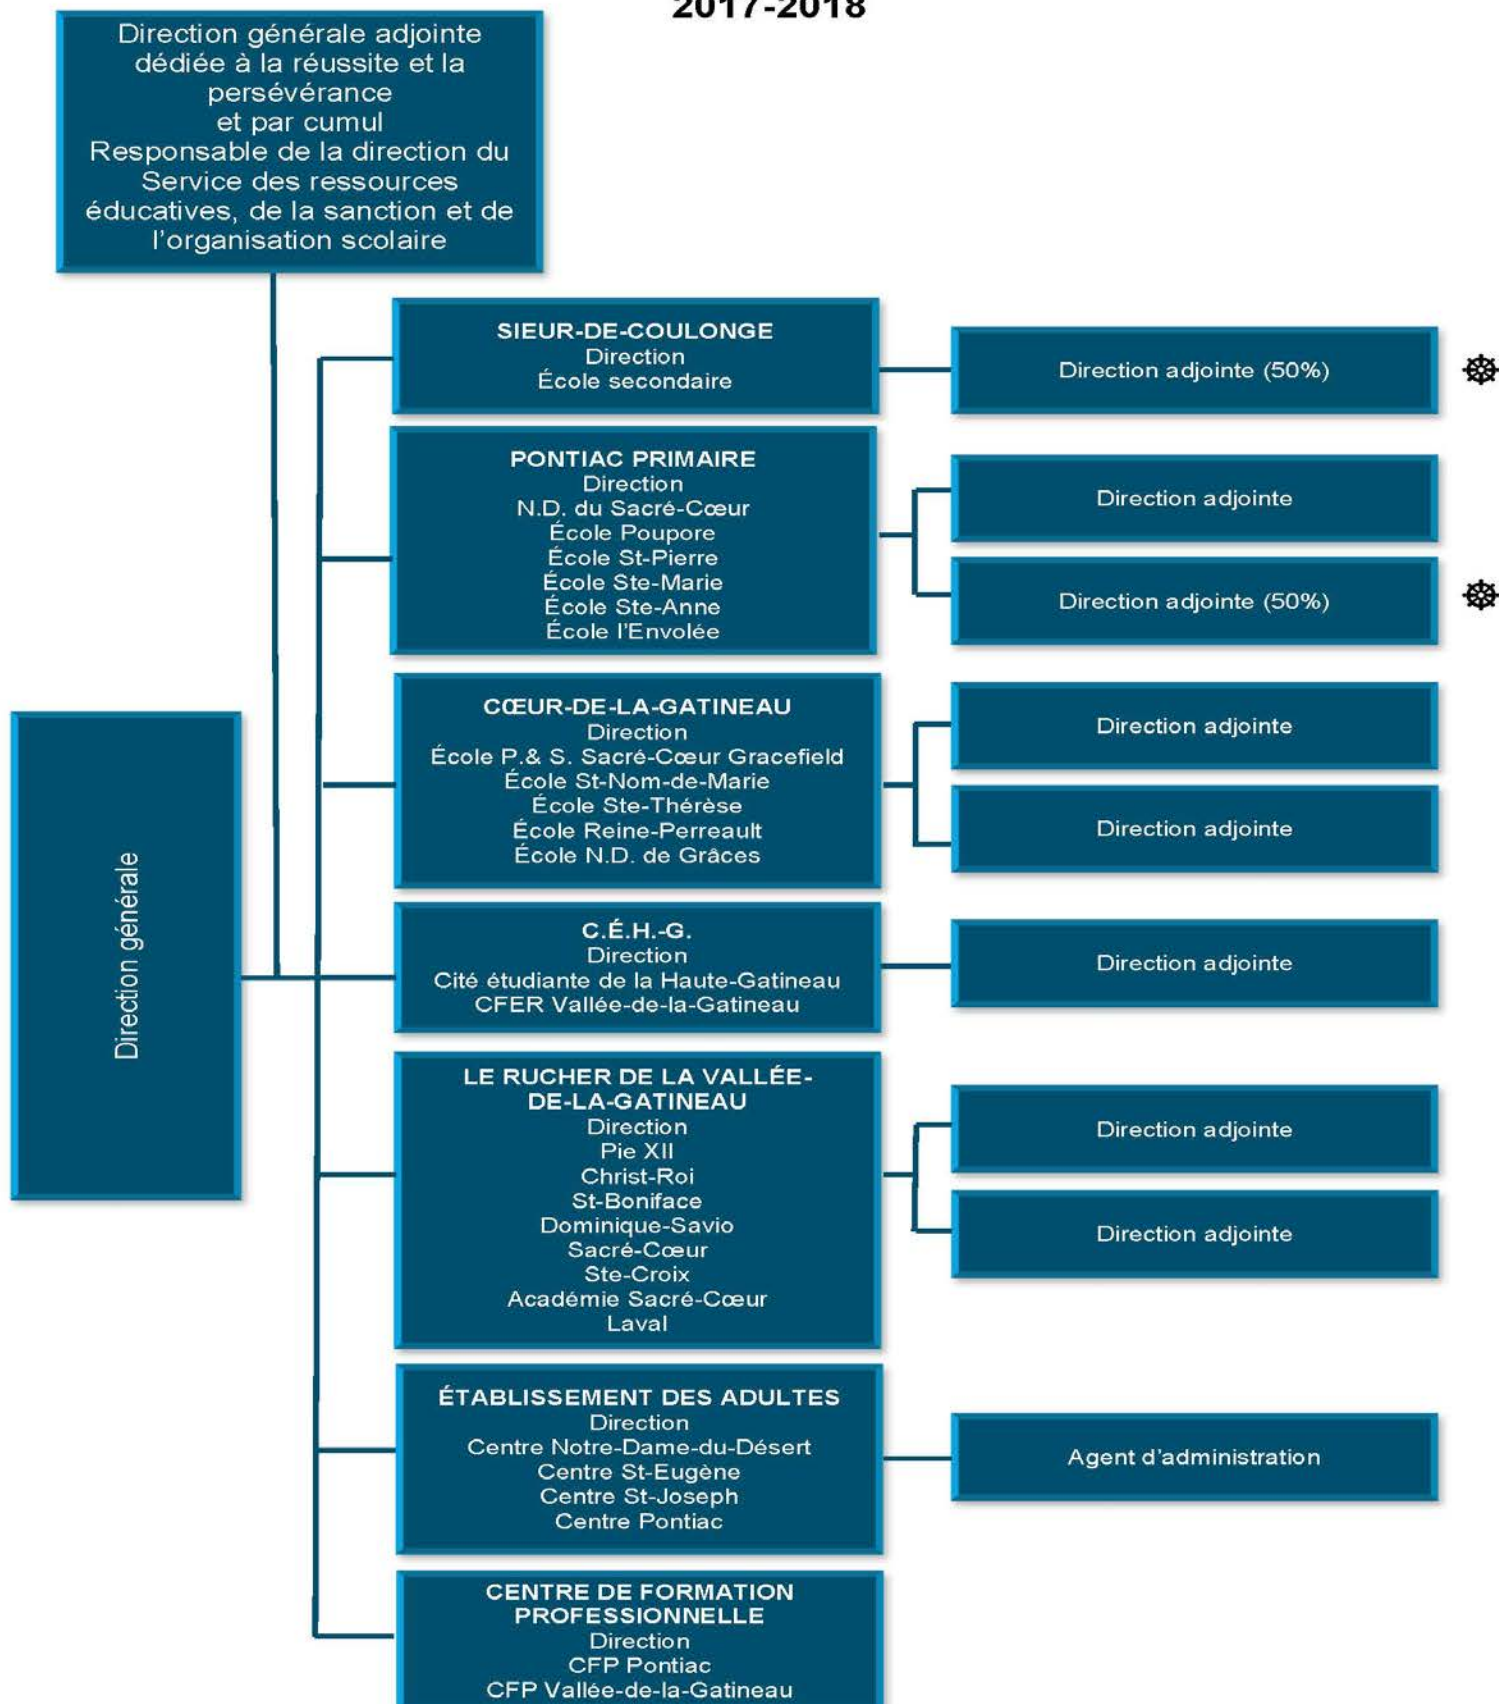 2017-2018
Direction générale adjointe
dédiée à la réussite et la
persévérance
et par cumul
Responsable de la direction du
Service des ressources
éducatives, de la sanction et de
l'organisation scolaire
Direction générale
SIEUR-DE-COULONGE
Direction
École secondaire
Direction adjointe (50%)
PONTIAC PRIMAIRE
Direction
N.D. du Sacré-Cœur
École Poupore
École St-Pierre
École Ste-Marie
École Ste-Anne
École l'Envolée
Direction adjointe
Direction adjointe (50%)
CŒUR-DE-LA-GATINEAU
Direction
École P.& S. Sacré-Cœur Gracefield
École St-Nom-de-Marie
École Ste-Thérèse
École Reine-Perreault
École N.D. de Grâces
Direction adjointe
Direction adjointe
C.É.H.-G.
Direction
Cité étudiante de la Haute-Gatineau
CFER Vallée-de-la-Gatineau
Direction adjointe
LE RUCHER DE LA VALLÉE-
DE-LA-GATINEAU
Direction
Pie XII
Christ-Roi
St-Boniface
Dominique-Savio
Sacré-Cœur
Ste-Croix
Académie Sacré-Cœur
Laval
Direction adjointe
Direction adjointe
ÉTABLISSEMENT DES ADULTES
Direction
Centre Notre-Dame-du-Désert
Centre St-Eugène
Centre St-Joseph
Centre Pontiac
Agent d'administration
CENTRE DE FORMATION
PROFESSIONNELLE
Direction
CFP Pontiac
CFP Vallée-de-la-Gatineau